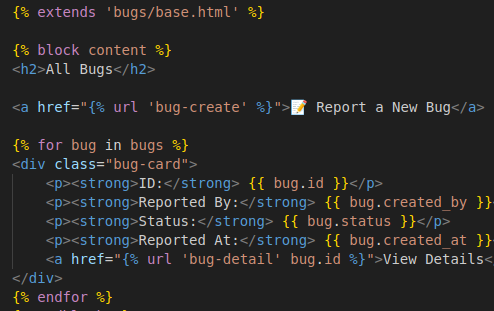 {% extends 'bugs/base.html' %}
{% block content %}
<h2>All Bugs</h2>
<a href="{% url 'bug-create' %}">📝 Report a New Bug</a>
{% for bug in bugs %}
<div class="bug-card">
<p><strong>ID:</strong> {{ bug.id }}</p>
<p><strong>Reported By:</strong> {{ bug.created_by }}
<p><strong>Status:</strong> {{ bug.status }}</p>
<p><strong>Reported At:</strong> {{ bug.created_at }}
<a href="{% url 'bug-detail' bug.id %}">View Details<
</div>
{% endfor %}